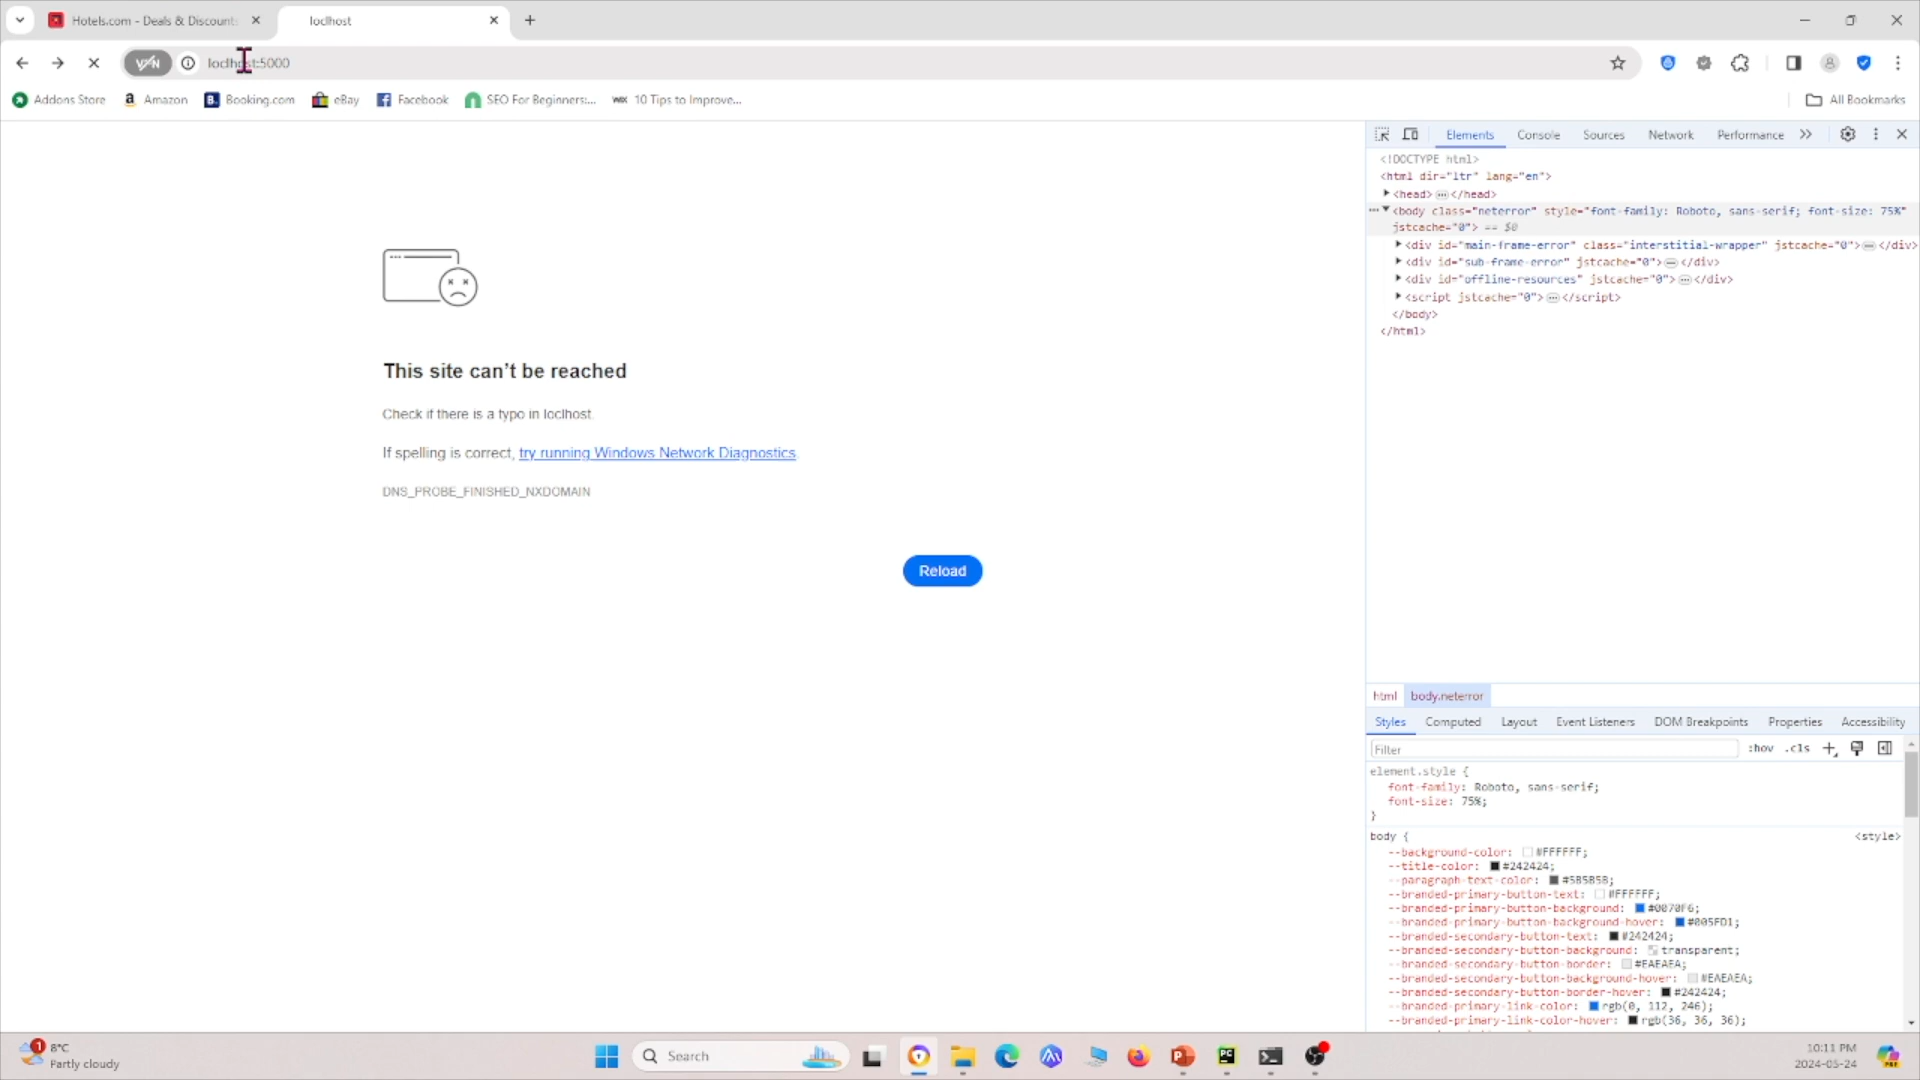 Hotels.com - Deals & Discounts
loclhost
VPN
loclhost:5000
Addons Store
Amazon
Booking.com
eBay
Facebook
SEO For Beginners:...
WIX 10 Tips to Improve...
All Bookmarks
Elements
Console
Sources
Network
Performance
<!DOCTYPE html>
<html dir="ltr" lang="en">
<head>…</head>
<body class="neterror" style="font-family: Roboto, sans-serif; font-size: 75%"
jstcache="0"> == $0
<div id="main-frame-error" class="interstitial-wrapper" jstcache="0">…</div>
<div id="sub-frame-error" jstcache="0">…</div>
<div id="offline-resources" jstcache="0">…</div>
<script jstcache="0">…</script>
</body>
</html>
This site can't be reached
Check if there is a typo in loclhost.
If spelling is correct, try running Windows Network Diagnostics.
DNS_PROBE_FINISHED_NXDOMAIN
Reload
html
body.neterror
Styles
Computed
Layout
Event Listeners
DOM Breakpoints
Properties
Accessibility
Filter
:hov
.cls
element.style {
font-family: Roboto, sans-serif;
font-size: 75%;
}
body {
<style>
--background-color: #FFFFFF;
--title-color: #242424;
--paragraph-text-color: #5B5B5B;
--branded-primary-button-text: #FFFFFF;
--branded-primary-button-background: #0070F6;
--branded-primary-button-background-hover: #005FD1;
--branded-secondary-button-text: #242424;
--branded-secondary-button-background: transparent;
--branded-secondary-button-border: #EAEAEA;
--branded-secondary-button-background-hover: #EAEAEA;
--branded-secondary-button-border-hover: #242424;
--branded-primary-link-color: rgb(0, 112, 246);
--branded-primary-link-color-hover: rgb(36, 36, 36);
1
8°C
Partly cloudy
Search
10:11 PM
2024-05-24